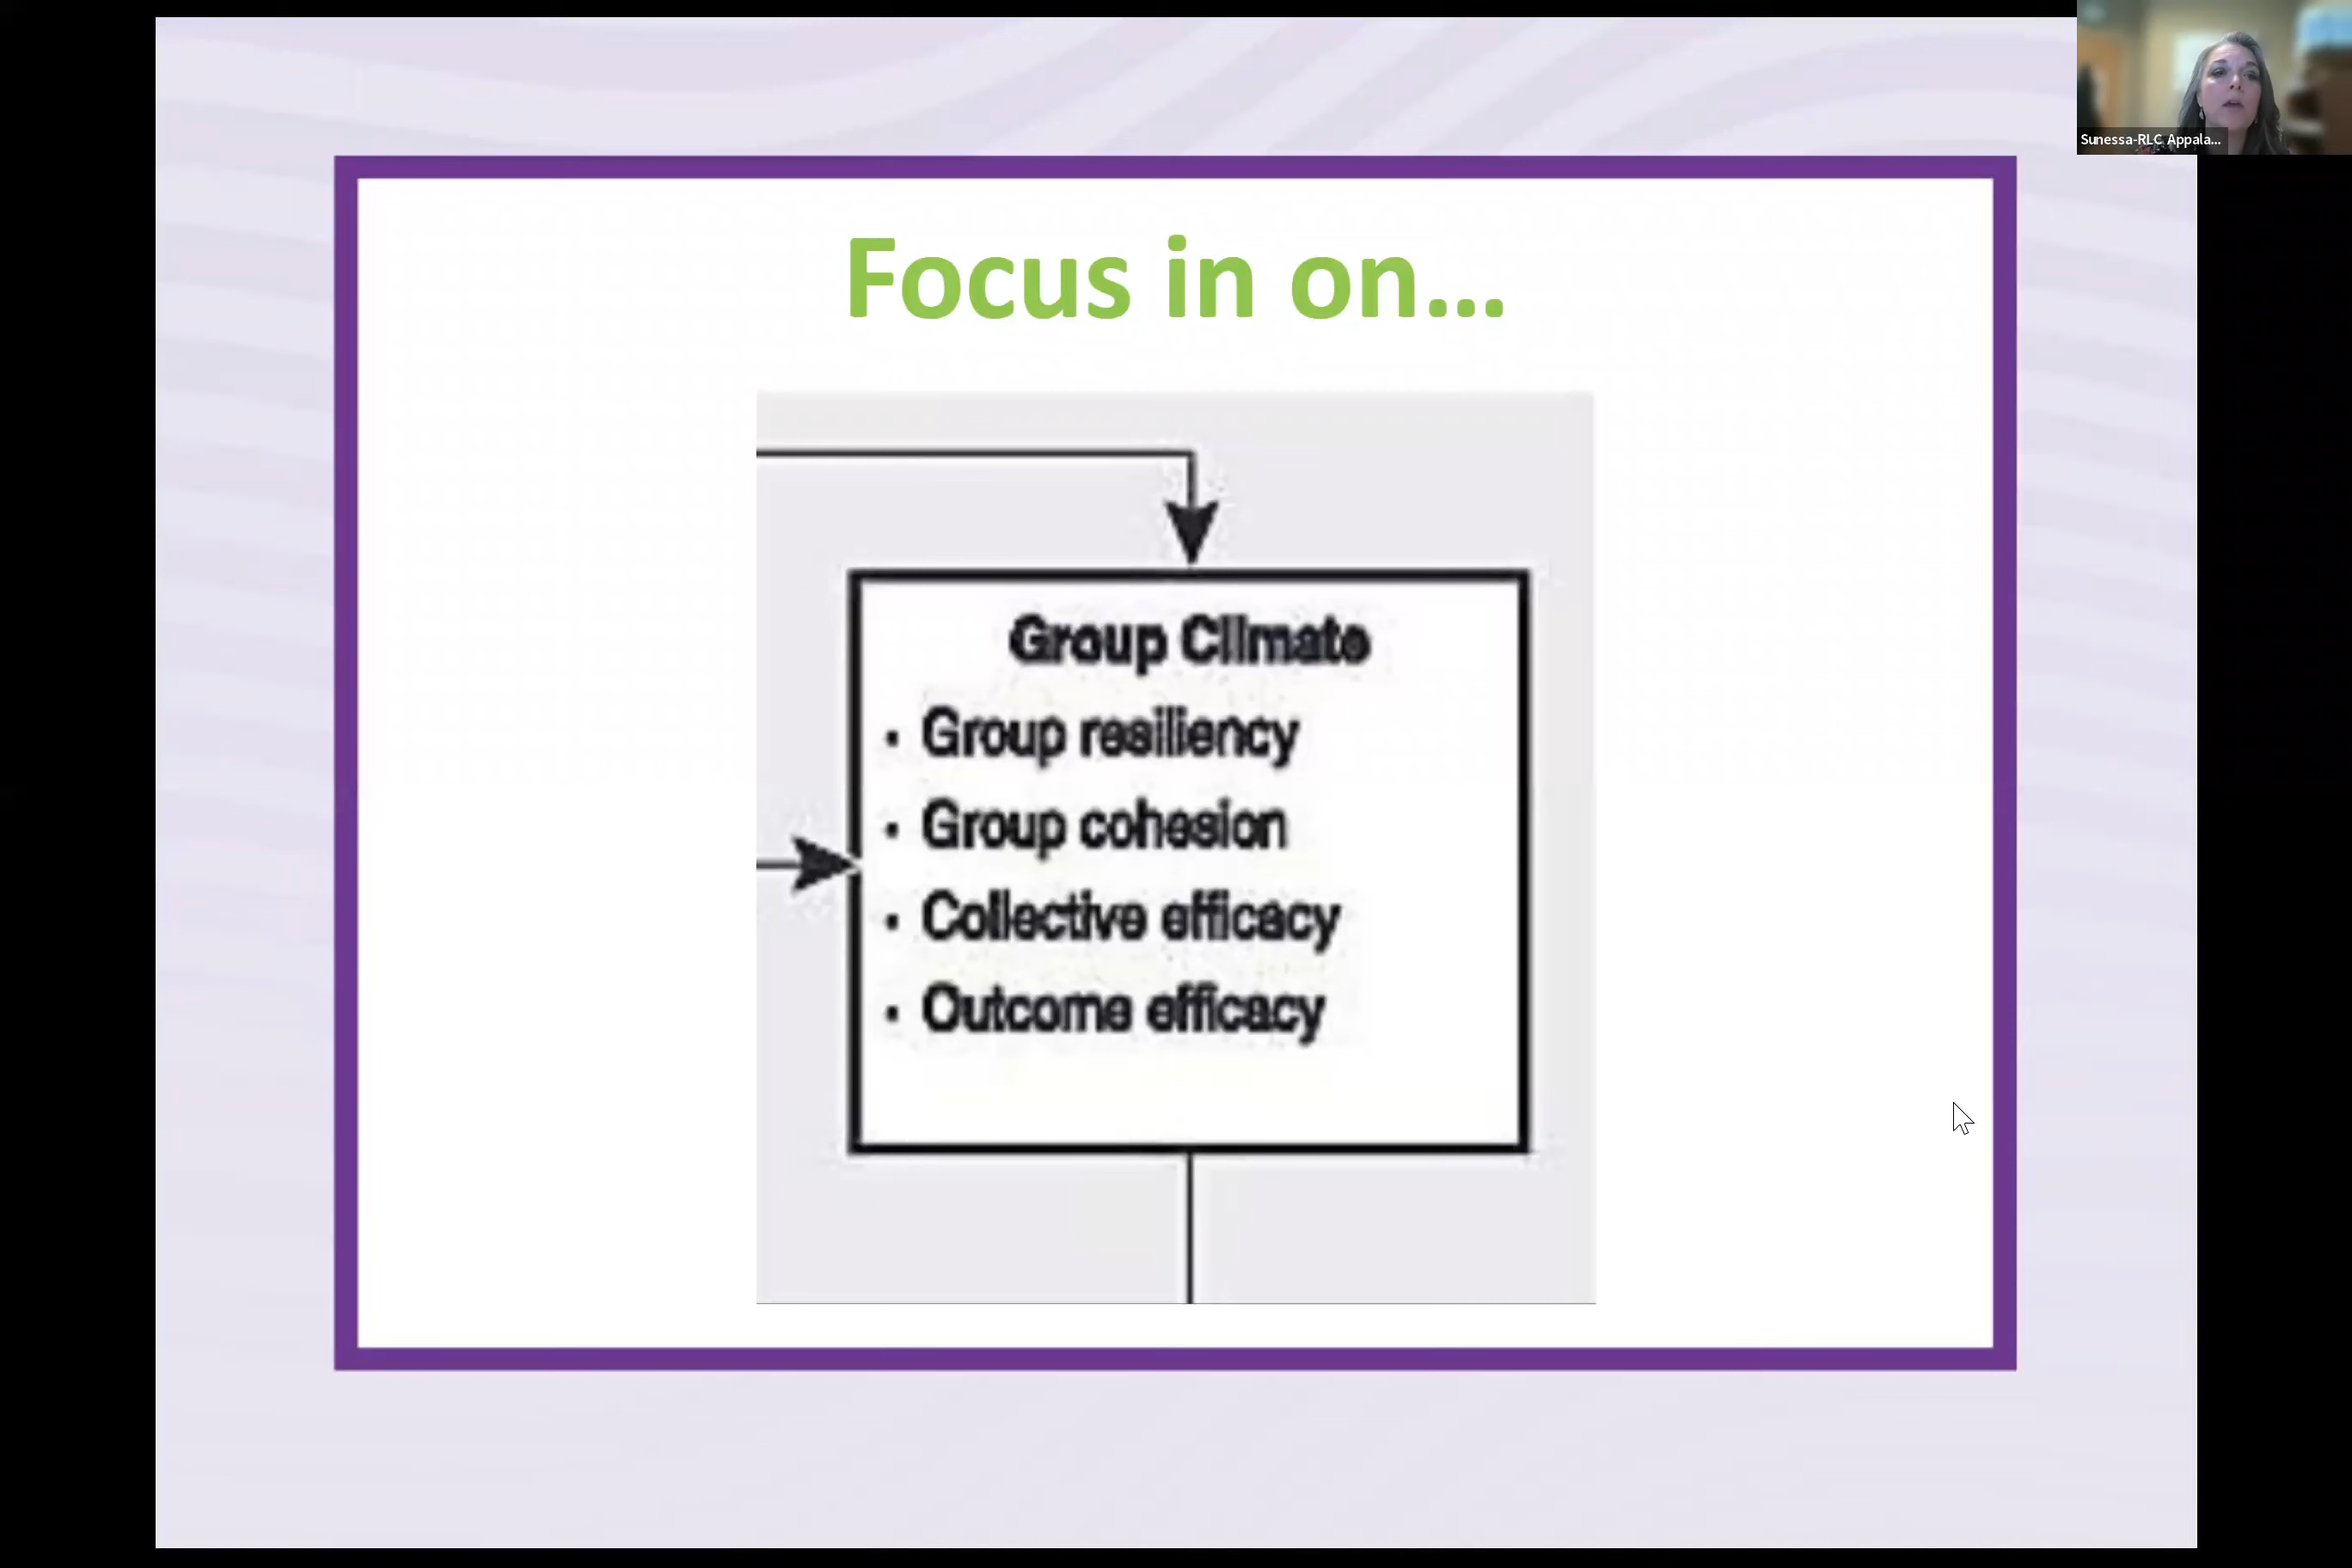 Sunessa-RLC Appala...
Focus in on...
Group Climate
· Group resiliency
· Group cohesion
· Collective efficacy
· Outcome efficacy